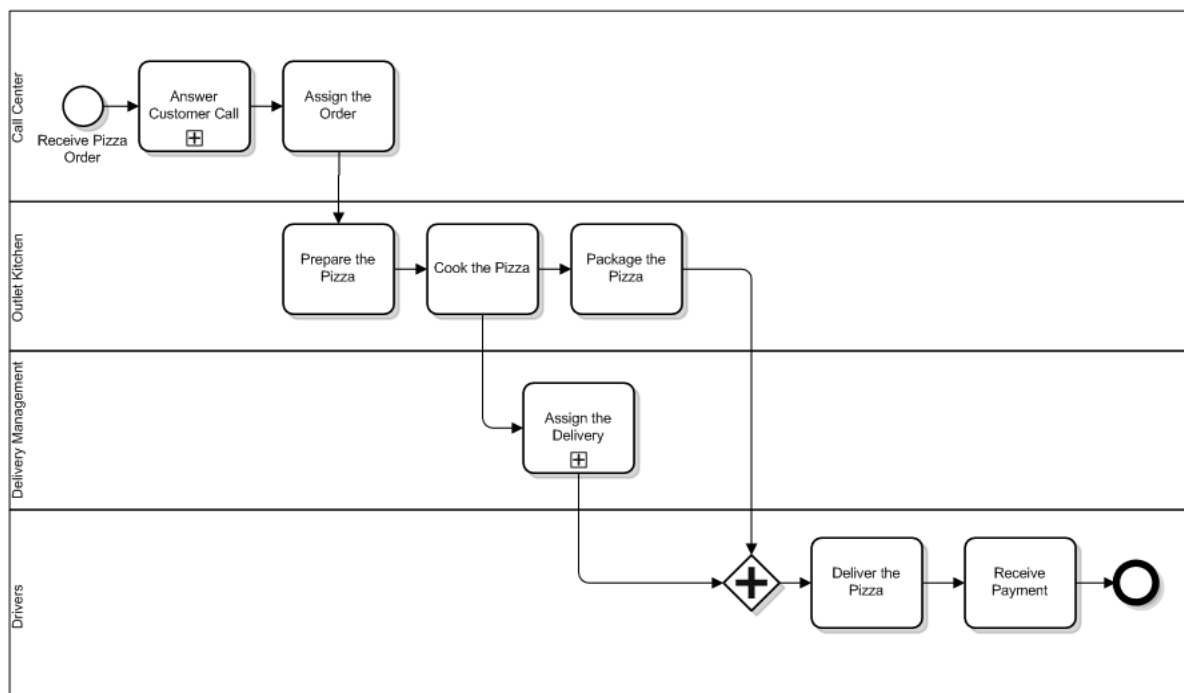 Call Center
Receive Pizza
Order
Answer
Customer Call
Assign the
Order
Outlet Kitchen
Prepare the
Pizza
Cook the Pizza
Package the
Pizza
Delivery Management
Assign the
Delivery
Drivers
Deliver the
Pizza
Receive
Payment